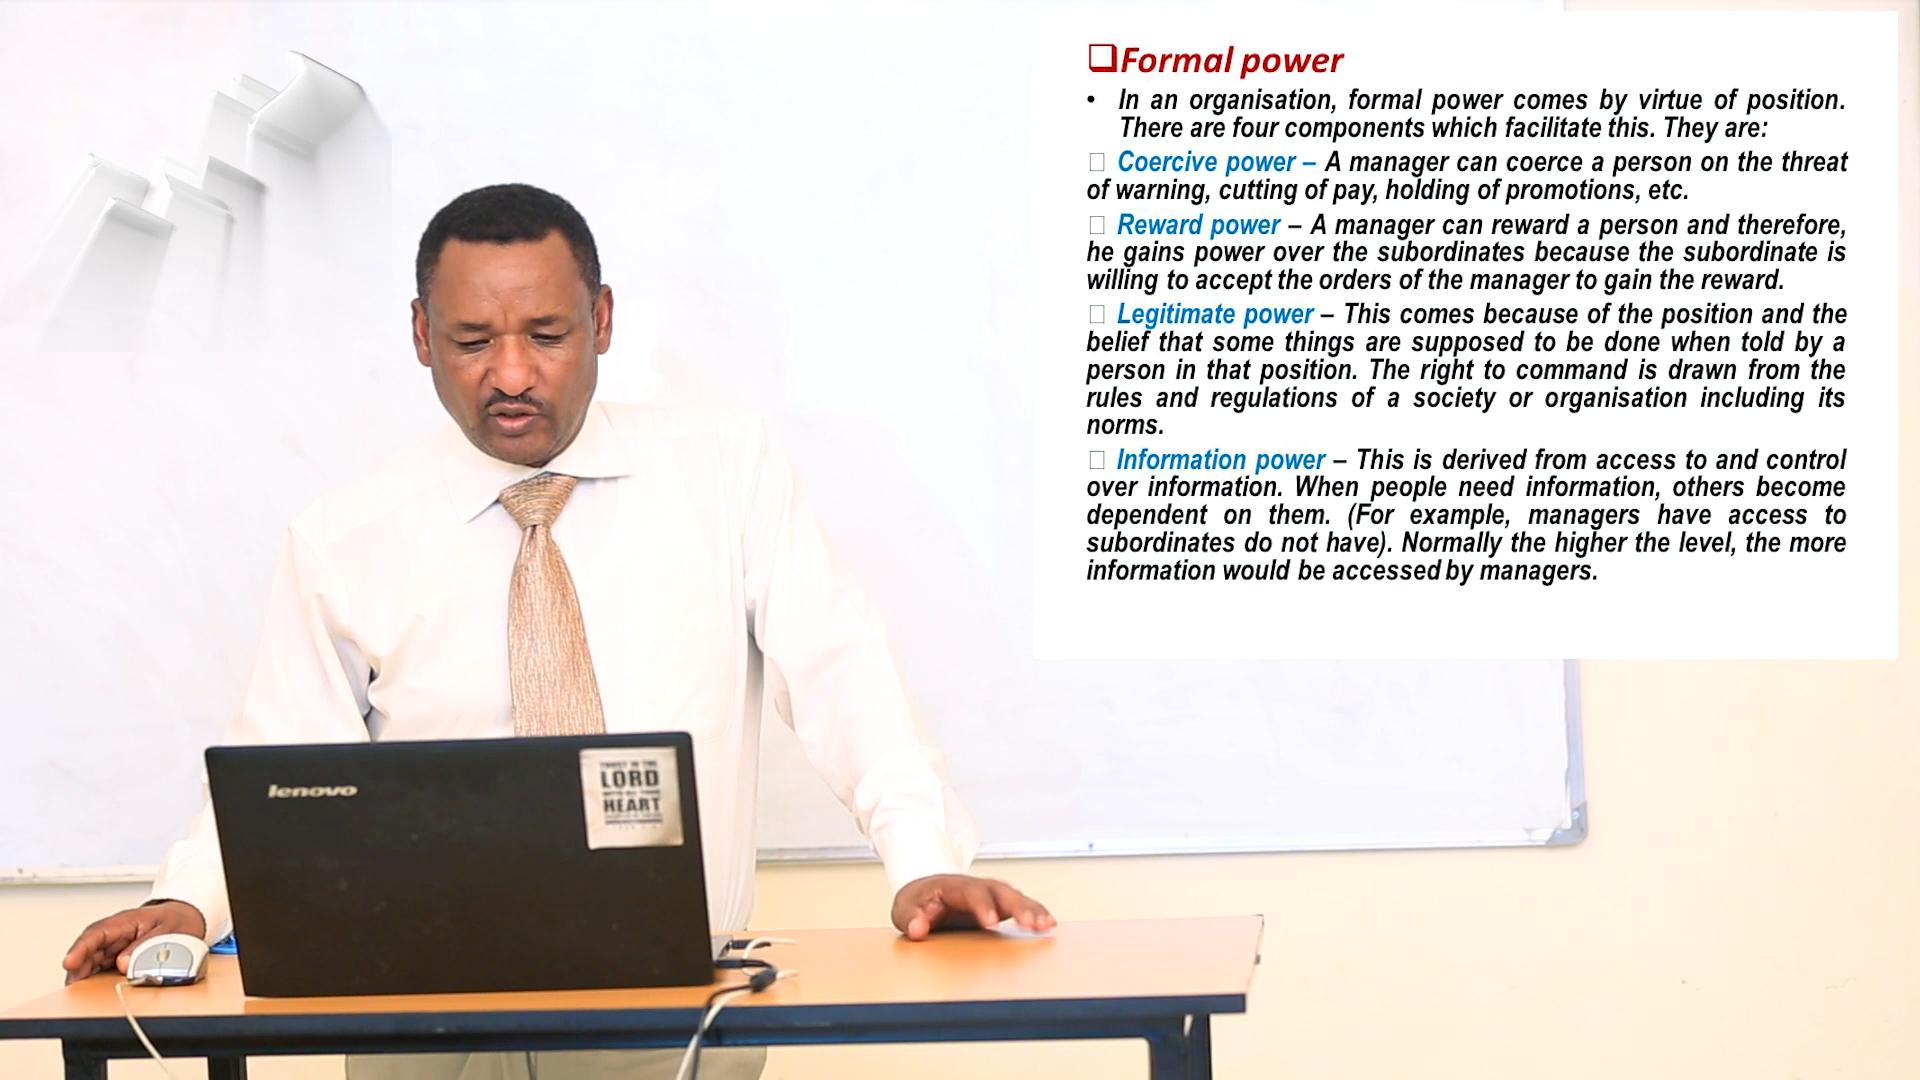 ❑Formal power
• In an organisation, formal power comes by virtue of position.
There are four components which facilitate this. They are:
Coercive power – A manager can coerce a person on the threat
of warning, cutting of pay, holding of promotions, etc.
Reward power – A manager can reward a person and therefore,
he gains power over the subordinates because the subordinate is
willing to accept the orders of the manager to gain the reward.
Legitimate power – This comes because of the position and the
belief that some things are supposed to be done when told by a
person in that position. The right to command is drawn from the
rules and regulations of a society or organisation including its
norms.
Information power – This is derived from access to and control
over information. When people need information, others become
dependent on them. (For example, managers have access to
subordinates do not have). Normally the higher the level, the more
information would be accessed by managers.
lenovo
TRUST IN THE
LORD
WITH ALL YOUR
HEART